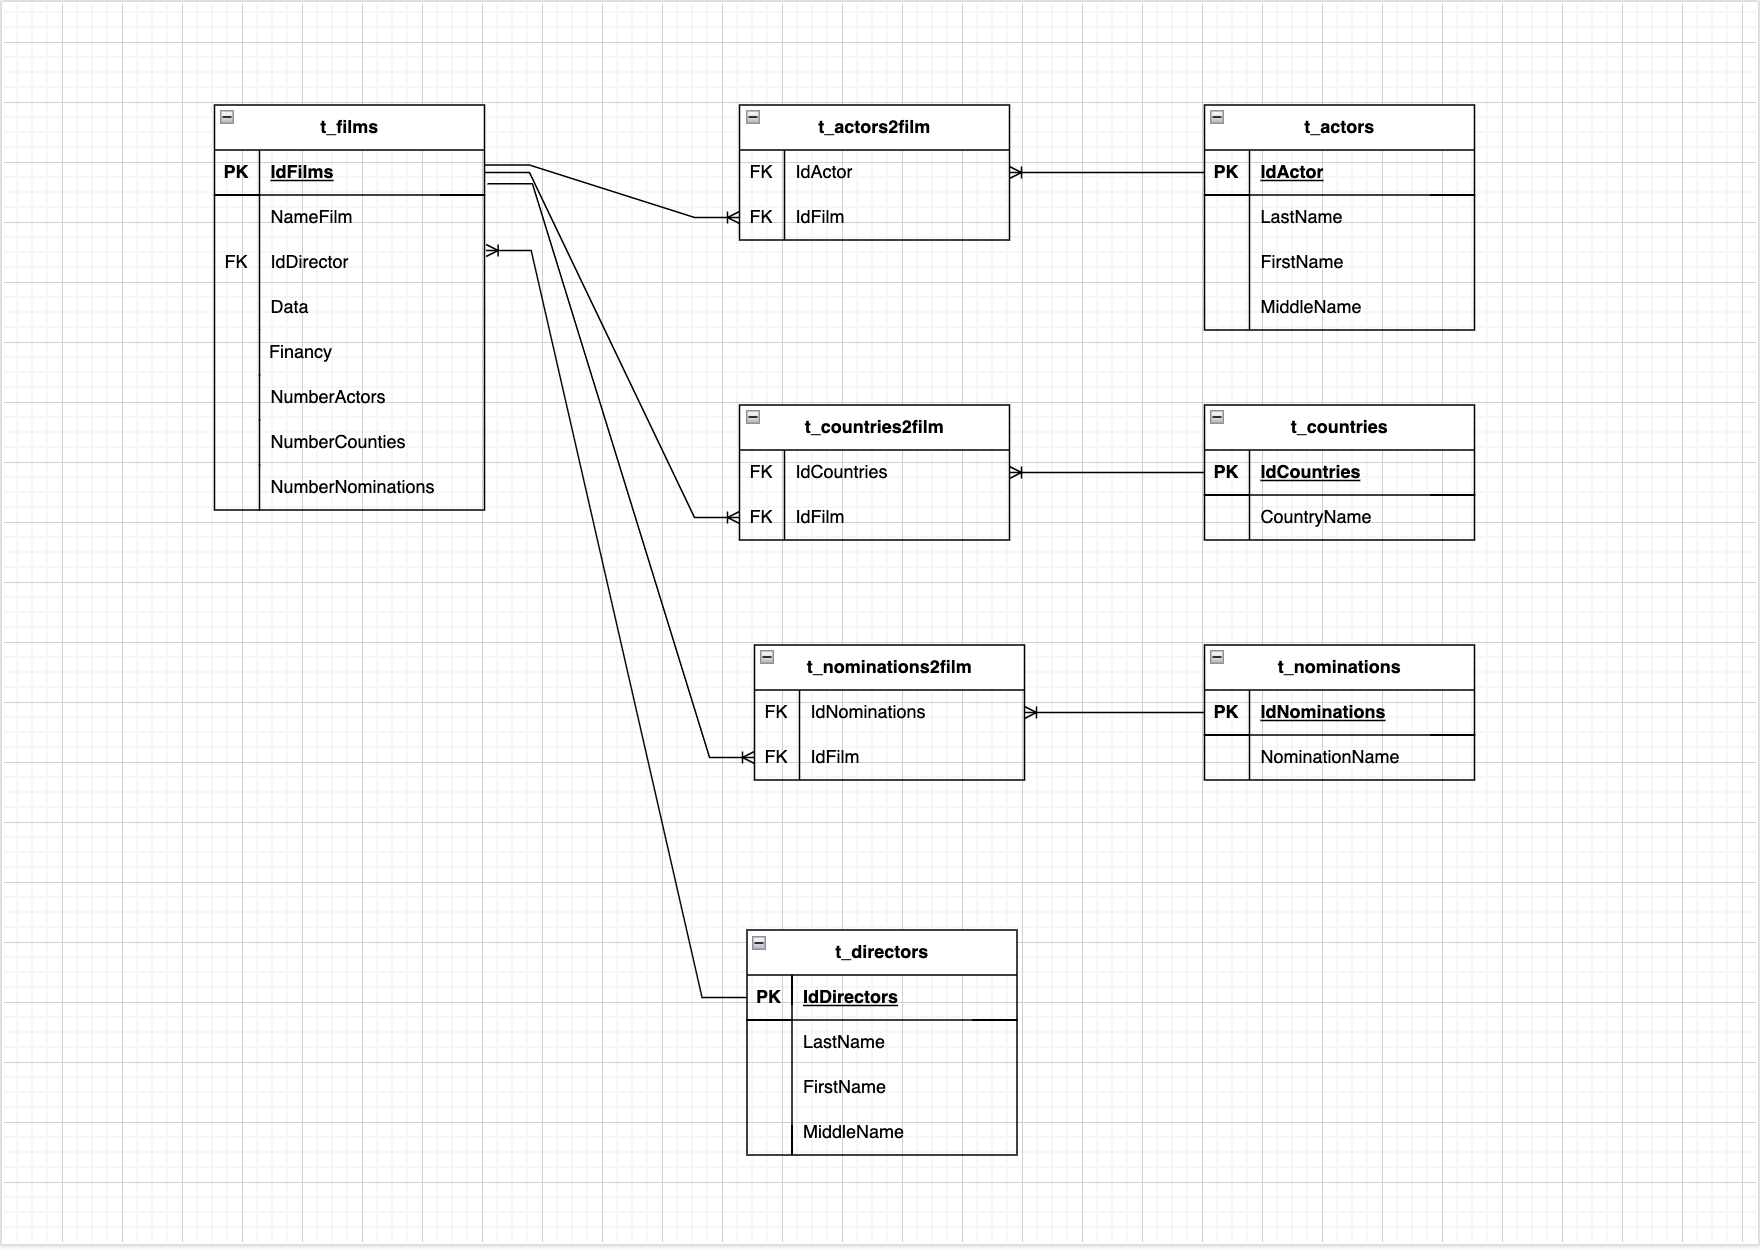 t_films
PK IdFilms
NameFilm
FK IdDirector
Data
Financy
NumberActors
NumberCounties
NumberNominations
t_actors2film
FK IdActor
FK IdFilm
t_actors
PK IdActor
LastName
FirstName
MiddleName
t_countries2film
FK IdCountries
FK IdFilm
t_countries
PK IdCountries
CountryName
t_nominations2film
FK IdNominations
FK IdFilm
t_nominations
PK IdNominations
NominationName
t_directors
PK IdDirectors
LastName
FirstName
MiddleName